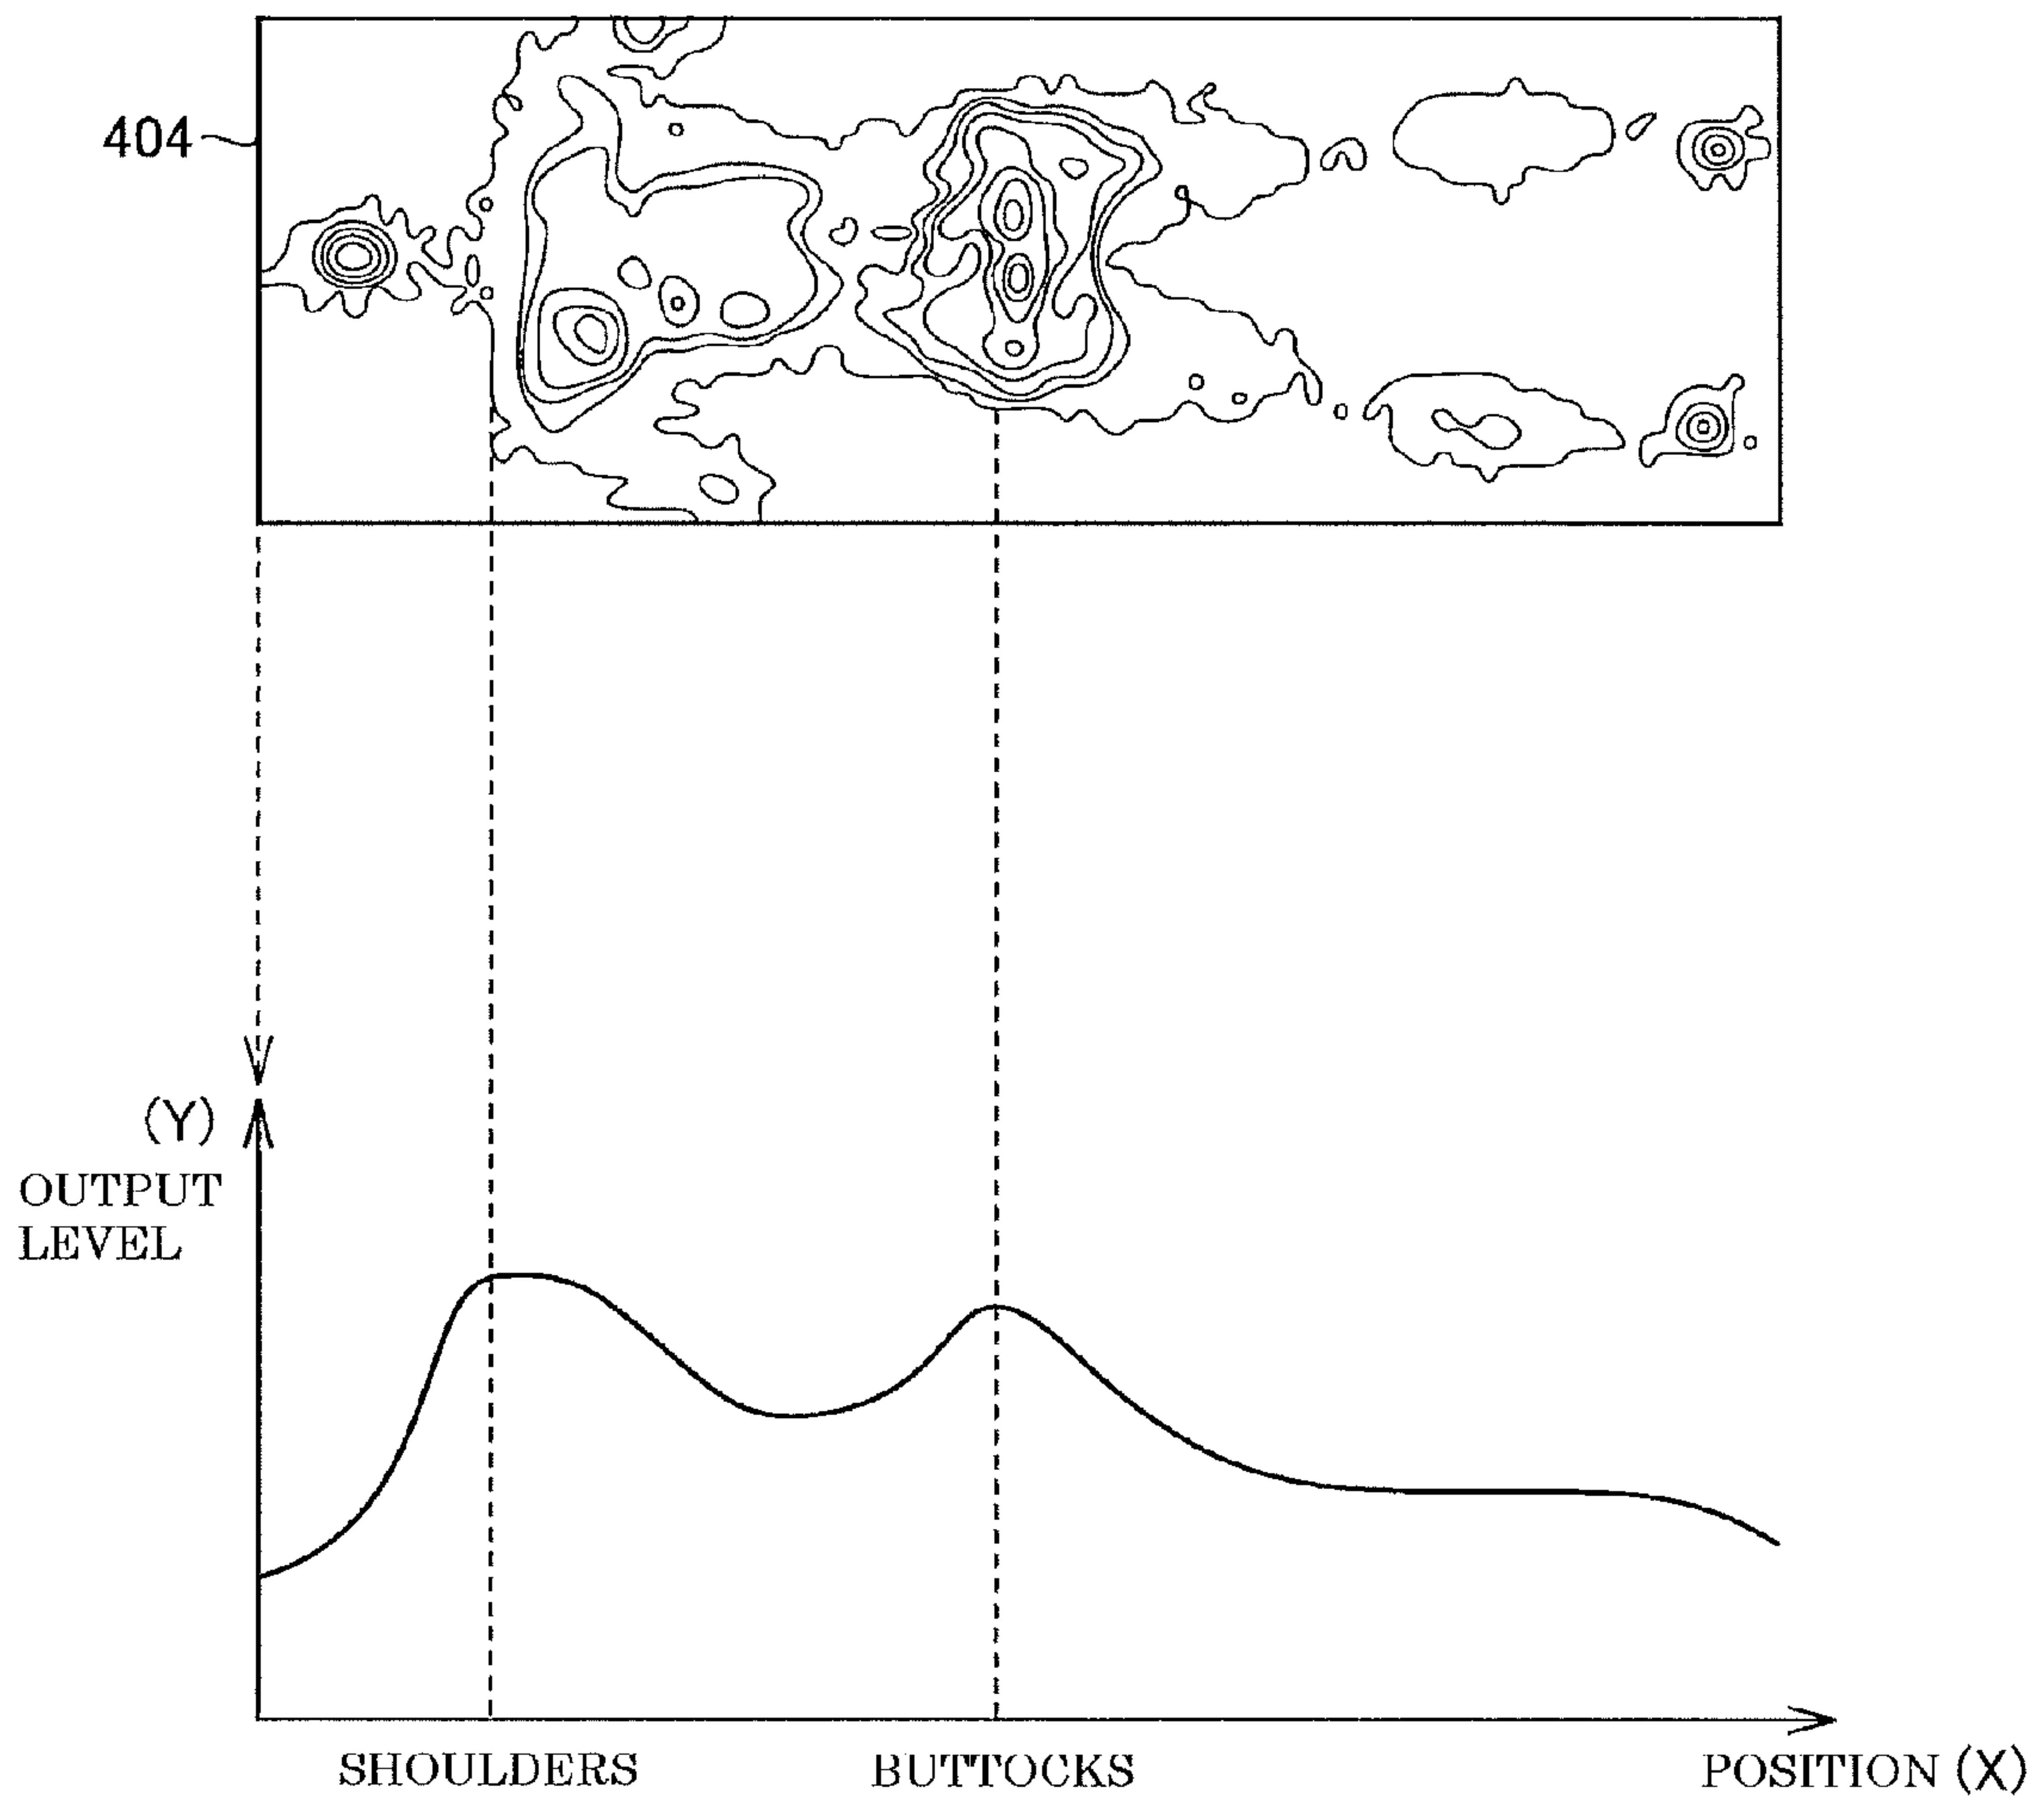 404
(Y)
OUTPUT
LEVEL
SHOULDERS
BUTTOCKS
POSITION (X)